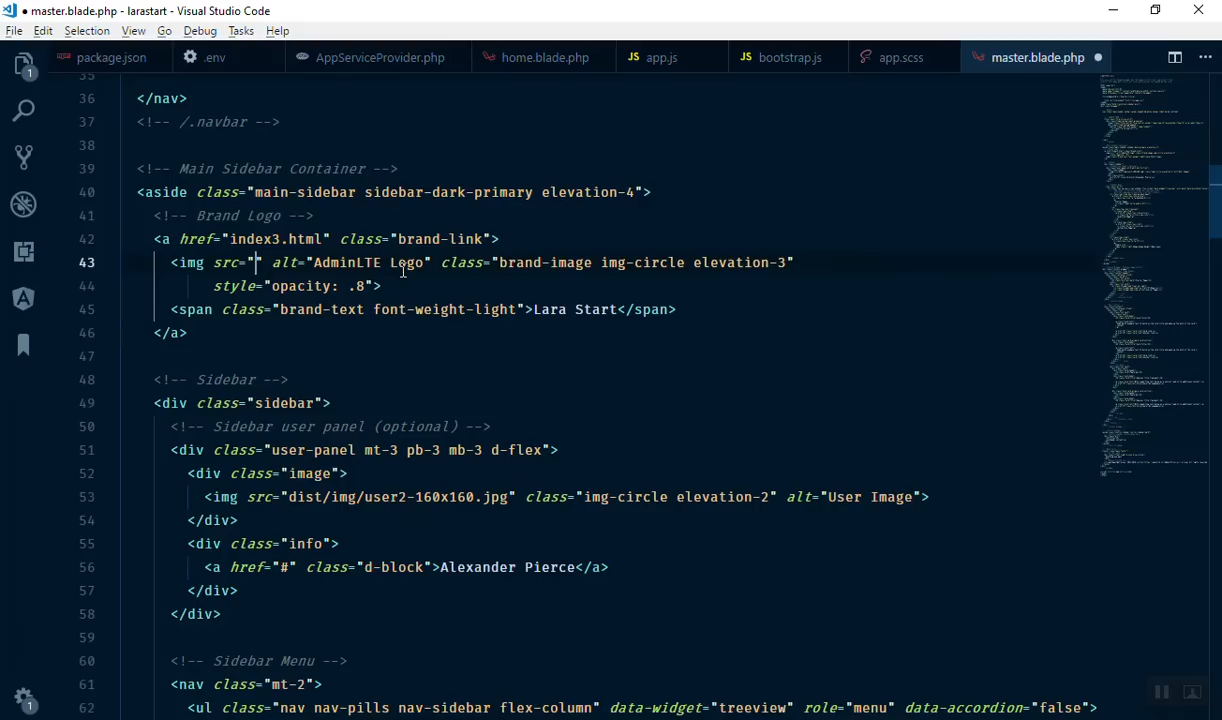 ● master.blade.php - larastart - Visual Studio Code
File Edit Selection View Go Debug Tasks Help
package.json .env AppServiceProvider.php home.blade.php JS app.js JS bootstrap.js app.scss master.blade.php ●
35
36 </nav>
37 <!-- /.navbar -->
38
39 <!-- Main Sidebar Container -->
40 <aside class="main-sidebar sidebar-dark-primary elevation-4">
41 <!-- Brand Logo -->
42 <a href="index3.html" class="brand-link">
43 <img src="" alt="AdminLTE Logo" class="brand-image img-circle elevation-3"
44 style="opacity: .8">
45 <span class="brand-text font-weight-light">Lara Start</span>
46 </a>
47
48 <!-- Sidebar -->
49 <div class="sidebar">
50 <!-- Sidebar user panel (optional) -->
51 <div class="user-panel mt-3 pb-3 mb-3 d-flex">
52 <div class="image">
53 <img src="dist/img/user2-160x160.jpg" class="img-circle elevation-2" alt="User Image">
54 </div>
55 <div class="info">
56 <a href="#" class="d-block">Alexander Pierce</a>
57 </div>
58 </div>
59
60 <!-- Sidebar Menu -->
61 <nav class="mt-2">
62 <ul class="nav nav-pills nav-sidebar flex-column" data-widget="treeview" role="menu" data-accordion="false">
1
1